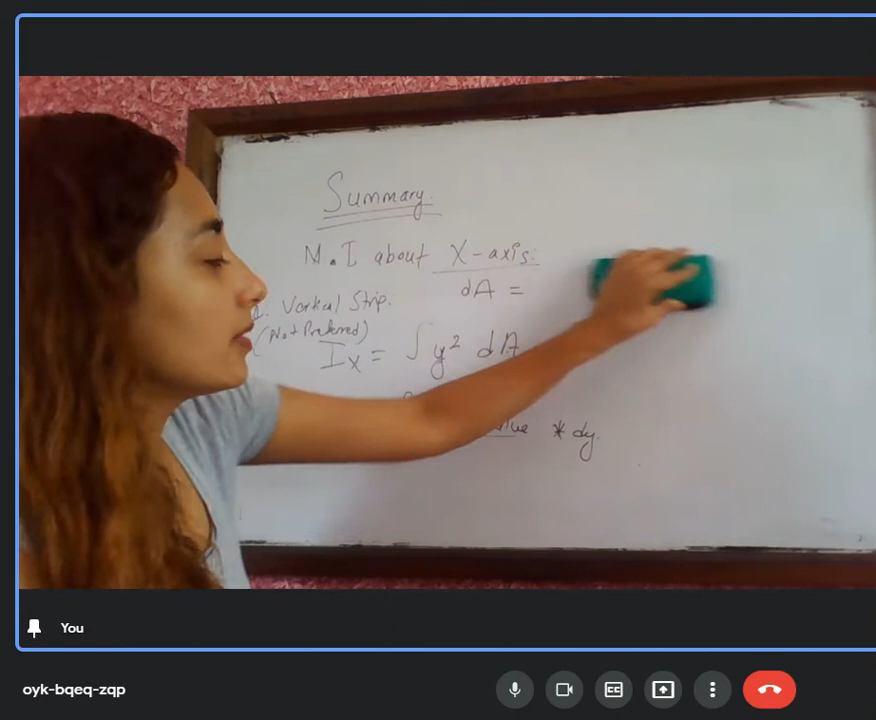 Summary.
M.I about X-axis:
dA =
Vertical Strip.
(Not Preferred)
Ix = ∫ y² dA
* dy.
You
oyk-bqeq-zqp